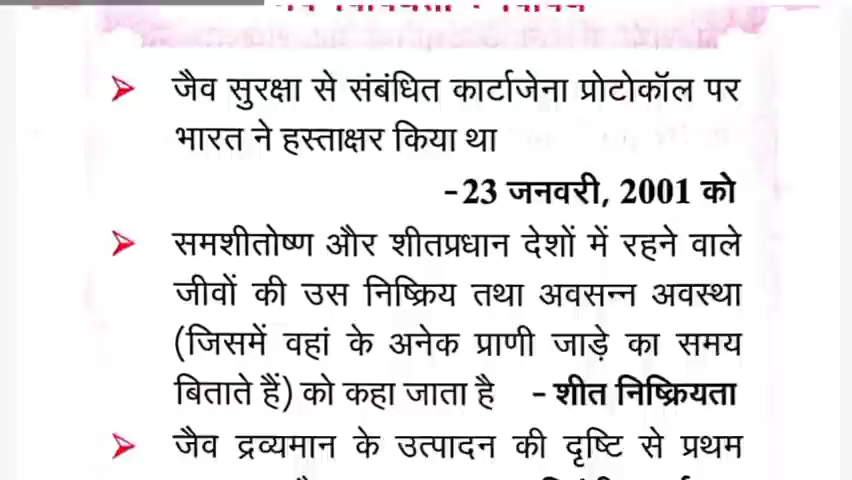 जैव सुरक्षा से संबंधित कार्टाजेना प्रोटोकॉल पर
भारत ने हस्ताक्षर किया था
-23 जनवरी, 2001 को
समशीतोष्ण और शीतप्रधान देशों में रहने वाले
जीवों की उस निष्क्रिय तथा अवसन्न अवस्था
(जिसमें वहां के अनेक प्राणी जाड़े का समय
बिताते हैं) को कहा जाता है - शीत निष्क्रियता
जैव द्रव्यमान के उत्पादन की दृष्टि से प्रथम